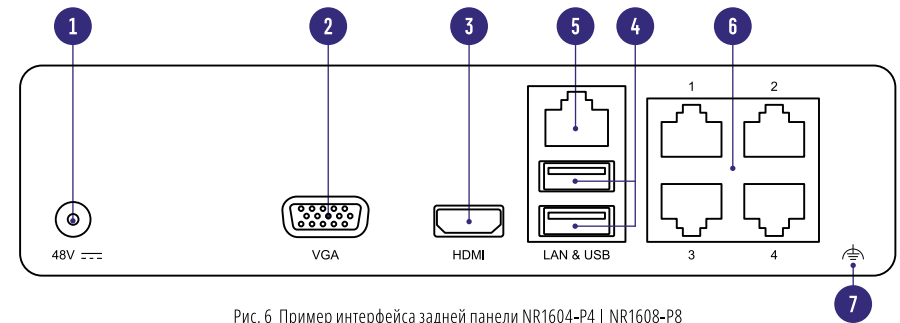 1 2 3 5 4 6
1 2
48V
VGA
HDMI
LAN & USB
3 4
7
Рис. 6 Пример интерфейса задней панели NR1604-P4 | NR1608-P8